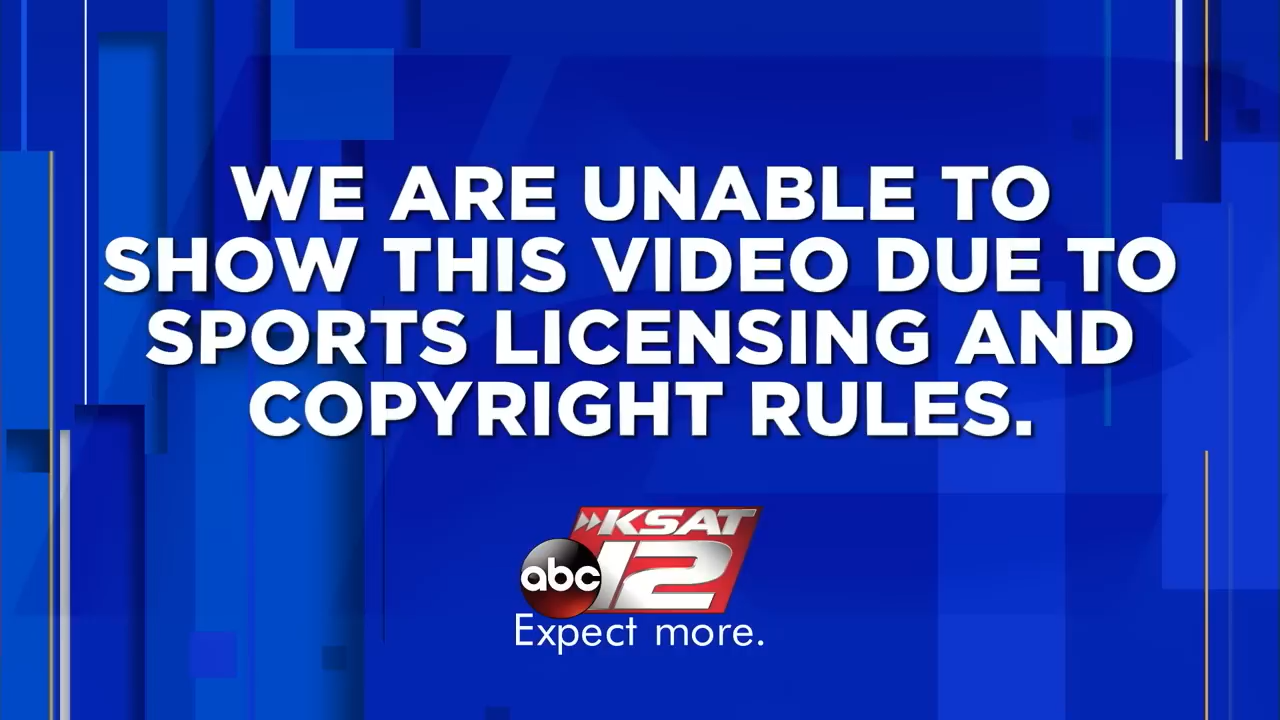 WE ARE UNABLE TO
SHOW THIS VIDEO DUE TO
SPORTS LICENSING AND
COPYRIGHT RULES.
KSAT
abc 12
Expect more.